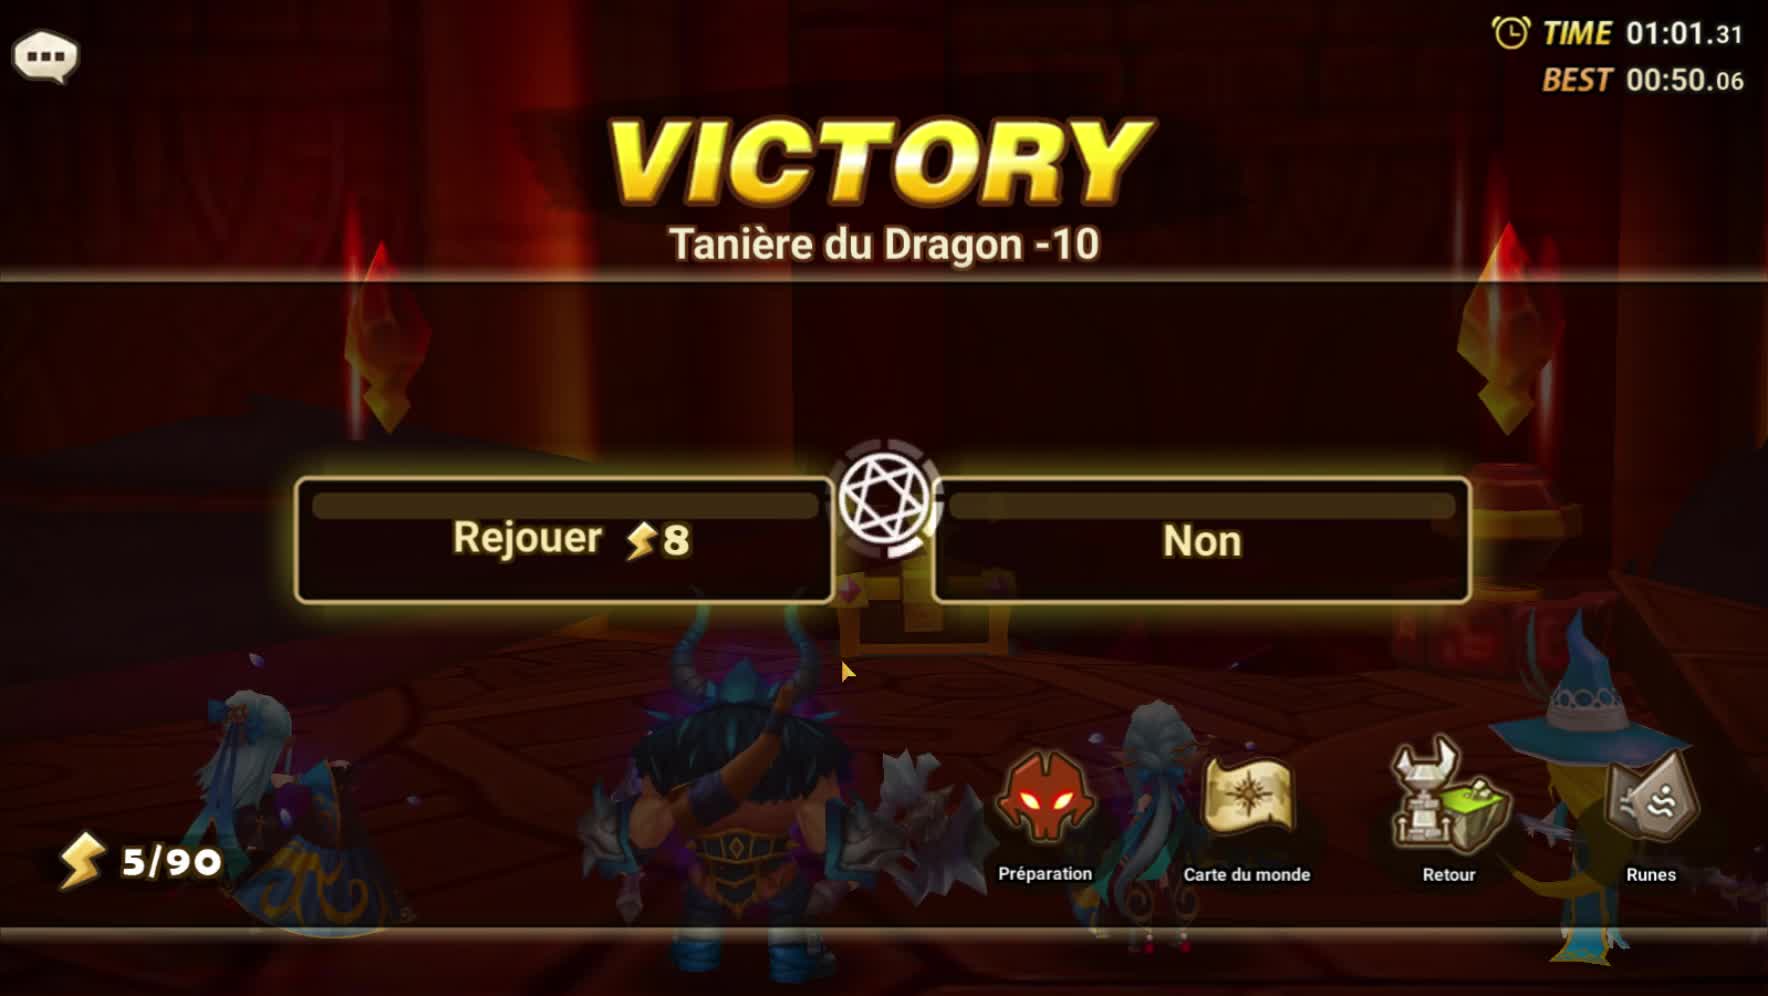 TIME 01:01.31
BEST 00:50.06
VICTORY
Tanière du Dragon -10
Rejouer 8
Non
5/90
Préparation
Carte du monde
Retour
Runes